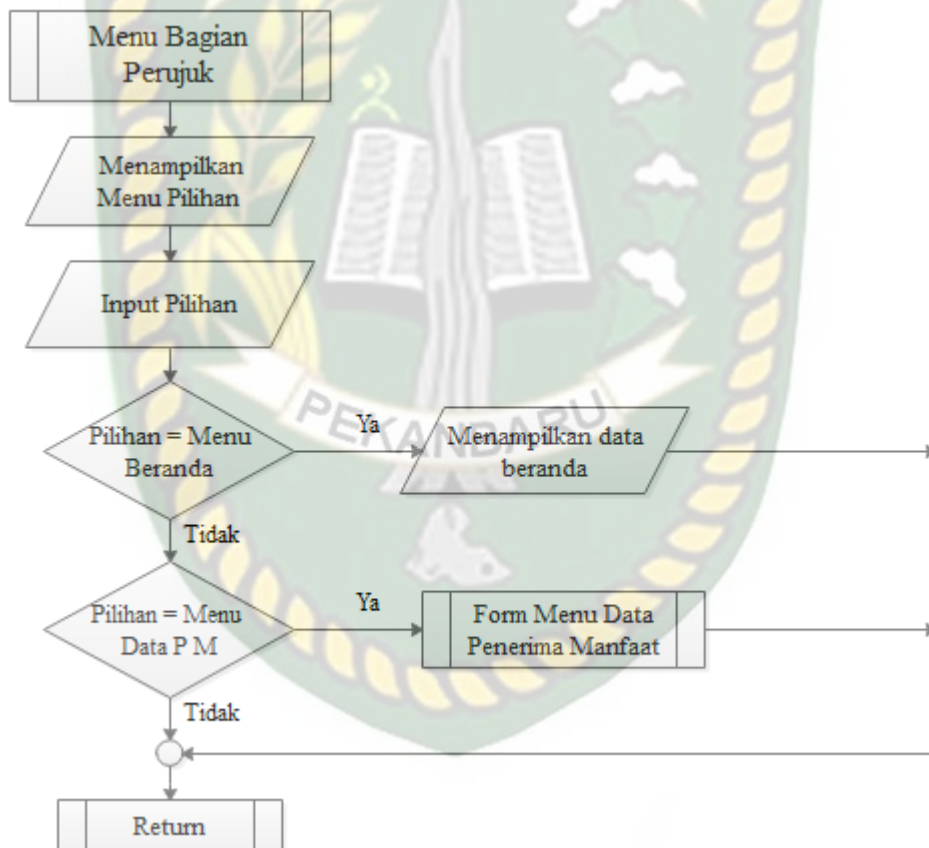 Menu Bagian
Perujuk
Menampilkan
Menu Pilihan
Input Pilihan
Pilihan = Menu
Beranda
Ya
Menampilkan data
beranda
PEKANBARU
Tidak
Pilihan = Menu
Data P M
Ya
Form Menu Data
Penerima Manfaat
Tidak
Return